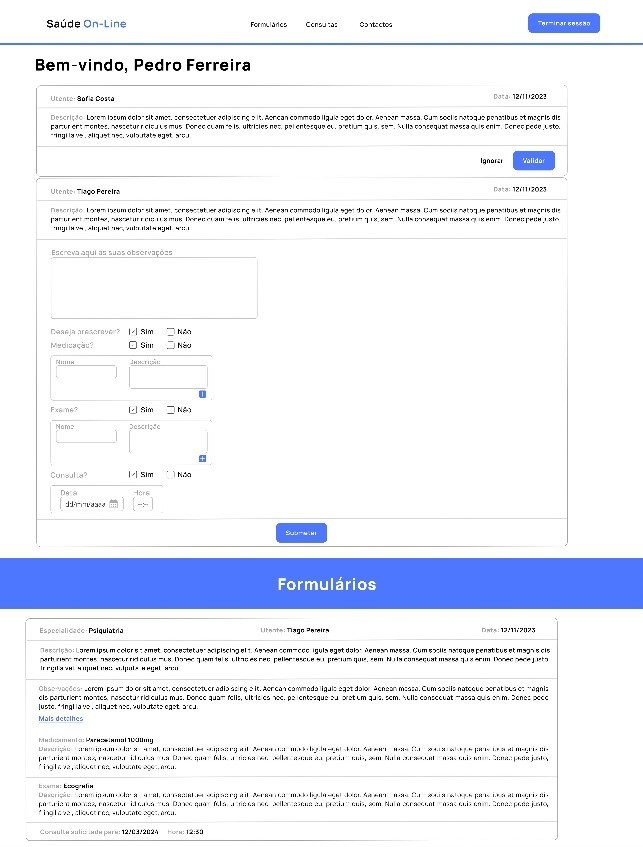 Saúde On-Line
Formulários
Consultas
Contactos
Terminar sessão
Bem-vindo, Pedro Ferreira
Utente: Sofia Costa
Data: 12/11/2023
Descrição: Lorem ipsum dolor sit amet, consectetuer adipiscing elit. Aenean commodo ligula eget dolor. Aenean massa. Cum sociis natoque penatibus et magnis dis
parturient montes, nascetur ridiculus mus. Donec quam felis, ultricies nec, pellentesque eu, pretium quis, sem. Nulla consequat massa quis enim. Donec pede justo,
fringilla vel, aliquet nec, vulputate eget, arcu.
Ignorar
Validar
Utente: Tiago Pereira
Data: 12/11/2023
Descrição: Lorem ipsum dolor sit amet, consectetuer adipiscing elit. Aenean commodo ligula eget dolor. Aenean massa. Cum sociis natoque penatibus et magnis dis
parturient montes, nascetur ridiculus mus. Donec quam felis, ultricies nec, pellentesque eu, pretium quis, sem. Nulla consequat massa quis enim. Donec pede justo,
fringilla vel, aliquet nec, vulputate eget, arcu.
Escreva aqui as suas observações
Deseja prescrever? Sim Não
Medicação? Sim Não
Nome Descrição
+
Exame? Sim Não
Nome Descrição
+
Consulta? Sim Não
Data Hora
dd/mm/aaaa --:--
Submeter
Formulários
Especialidade: Psiquiatria
Utente: Tiago Pereira
Data: 12/11/2023
Descrição: Lorem ipsum dolor sit amet, consectetuer adipiscing elit. Aenean commodo ligula eget dolor. Aenean massa. Cum sociis natoque penatibus et magnis dis
parturient montes, nascetur ridiculus mus. Donec quam felis, ultricies nec, pellentesque eu, pretium quis, sem. Nulla consequat massa quis enim. Donec pede justo,
fringilla vel, aliquet nec, vulputate eget, arcu.
Observações: Lorem ipsum dolor sit amet, consectetuer adipiscing elit. Aenean commodo ligula eget dolor. Aenean massa. Cum sociis natoque penatibus et magnis
dis parturient montes, nascetur ridiculus mus. Donec quam felis, ultricies nec, pellentesque eu, pretium quis, sem. Nulla consequat massa quis enim. Donec pede
justo, fringilla vel, aliquet nec, vulputate eget, arcu.
Mais detalhes
Medicamento: Paracetamol 1000mg
Descrição: Lorem ipsum dolor sit amet, consectetuer adipiscing elit. Aenean commodo ligula eget dolor. Aenean massa. Cum sociis natoque penatibus et magnis dis
parturient montes, nascetur ridiculus mus. Donec quam felis, ultricies nec, pellentesque eu, pretium quis, sem. Nulla consequat massa quis enim. Donec pede justo,
fringilla vel, aliquet nec, vulputate eget, arcu.
Exame: Ecografia
Descrição: Lorem ipsum dolor sit amet, consectetuer adipiscing elit. Aenean commodo ligula eget dolor. Aenean massa. Cum sociis natoque penatibus et magnis dis
parturient montes, nascetur ridiculus mus. Donec quam felis, ultricies nec, pellentesque eu, pretium quis, sem. Nulla consequat massa quis enim. Donec pede justo,
fringilla vel, aliquet nec, vulputate eget, arcu.
Consulta solicitada para: 12/03/2024 Hora: 12:30